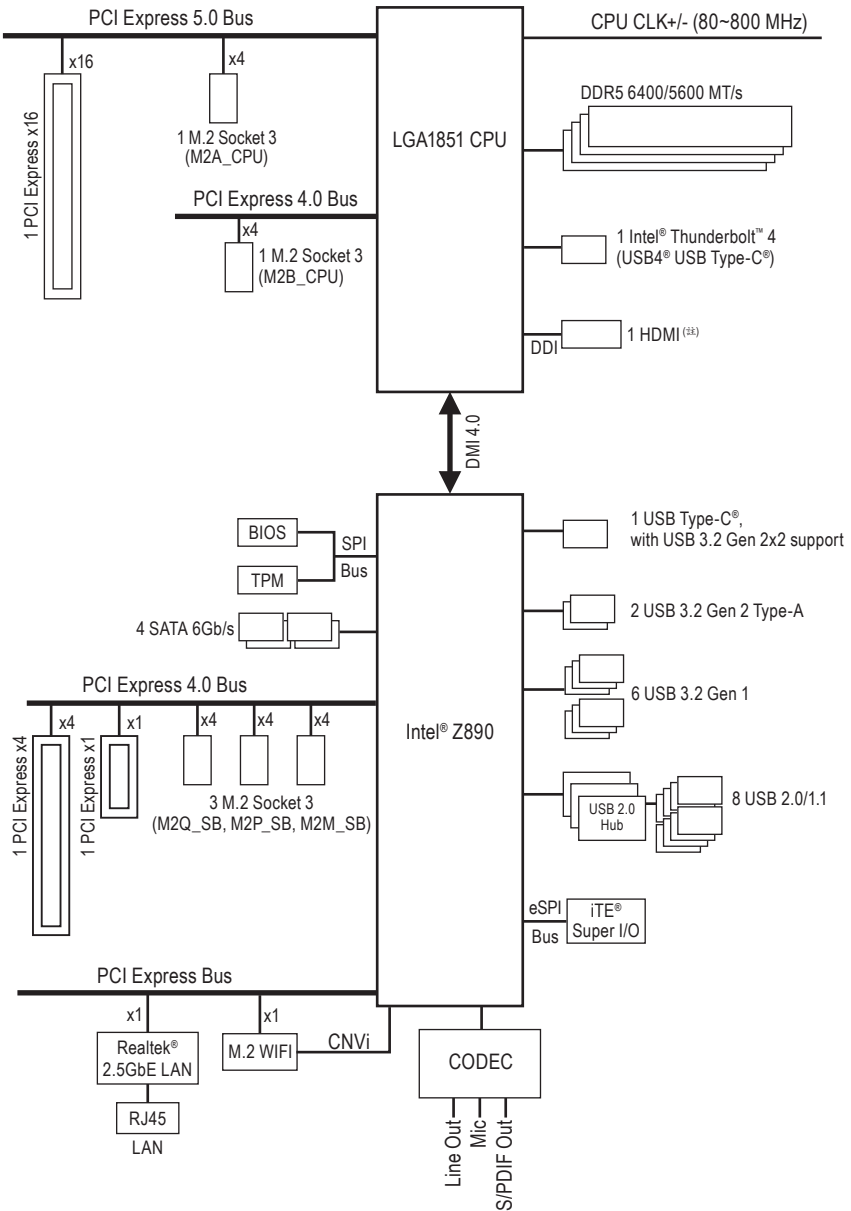 PCI Express 5.0 Bus
CPU CLK+/- (80~800 MHz)
x16
x4
1 PCI Express x16
1 M.2 Socket 3
(M2A_CPU)
LGA1851 CPU
DDR5 6400/5600 MT/s
PCI Express 4.0 Bus
x4
1 M.2 Socket 3
(M2B_CPU)
1 Intel® Thunderbolt™ 4
(USB4® USB Type-C®)
DDI
1 HDMI (註)
DMI 4.0
BIOS
TPM
SPI
Bus
1 USB Type-C®,
with USB 3.2 Gen 2x2 support
4 SATA 6Gb/s
2 USB 3.2 Gen 2 Type-A
PCI Express 4.0 Bus
x4
x1
x4
x4
x4
1 PCI Express x4
1 PCI Express x1
3 M.2 Socket 3
(M2Q_SB, M2P_SB, M2M_SB)
Intel® Z890
6 USB 3.2 Gen 1
USB 2.0
Hub
8 USB 2.0/1.1
eSPI
Bus
iTE®
Super I/O
PCI Express Bus
x1
x1
Realtek®
2.5GbE LAN
M.2 WIFI
CNVi
RJ45
LAN
CODEC
Line Out
Mic
S/PDIF Out